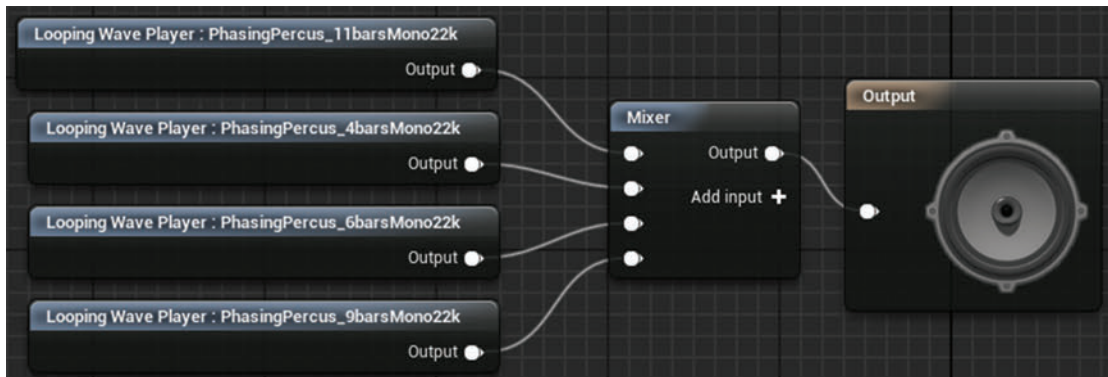 Looping Wave Player : PhasingPercus_11barsMono22k
Output
Looping Wave Player : PhasingPercus_4barsMono22k
Output
Looping Wave Player : PhasingPercus_6barsMono22k
Output
Looping Wave Player : PhasingPercus_9barsMono22k
Output
Mixer
Output
Add input +
Output